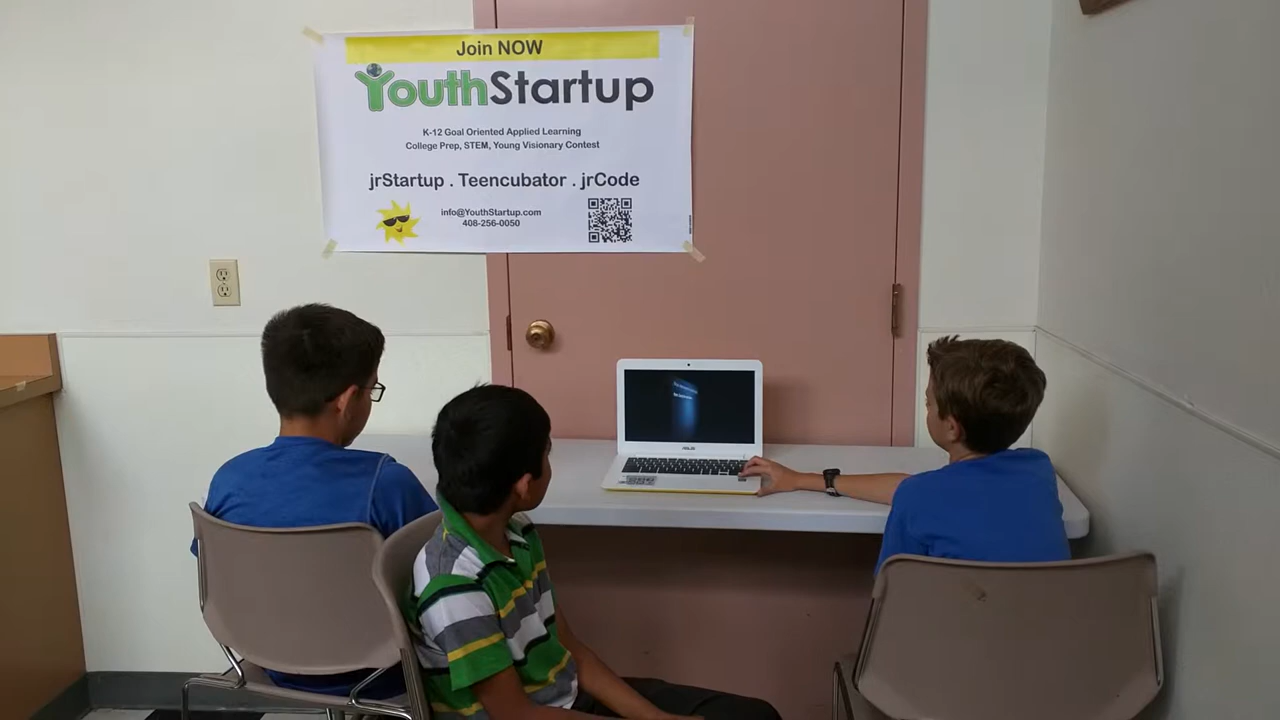 Join NOW
YouthStartup
K-12 Goal Oriented Applied Learning
College Prep, STEM, Young Visionary Contest
jrStartup . Teencubator . jrCode
info@YouthStartup.com
408-256-0050
ASUS